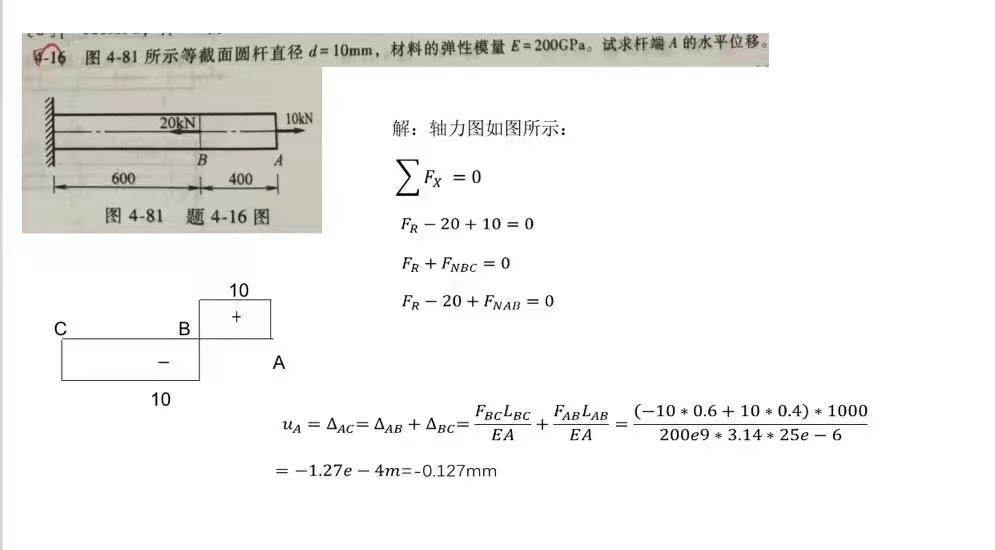 4-16 图 4-81 所示等截面圆杆直径 d = 10mm，材料的弹性模量 E = 200GPa。试求杆端 A 的水平位移。
20kN 10kN
B A
600 400
图 4-81 题 4-16 图
解：轴力图如图所示：
∑ F_X = 0
F_R − 20 + 10 = 0
F_R + F_NBC = 0
F_R − 20 + F_NAB = 0
10
+
C B
− A
10
u_A = Δ_AC = Δ_AB + Δ_BC = F_BC L_BC / EA + F_AB L_AB / EA = (−10 * 0.6 + 10 * 0.4) * 1000 / 200e9 * 3.14 * 25e − 6
= −1.27e − 4m=-0.127mm